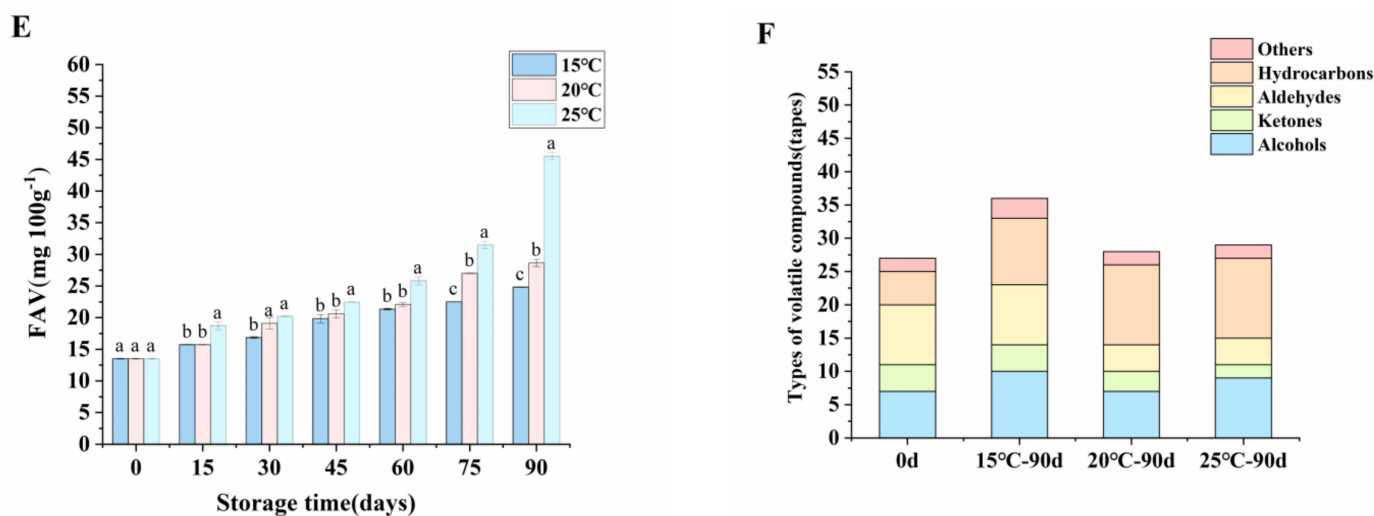 E
15℃
20℃
25℃
FAV(mg 100g⁻¹)
60
55
50
45
40
35
30
25
20
15
10
5
0
a a a
b b a
b a a
b b a
b b a
c b a
c b a
0 15 30 45 60 75 90
Storage time(days)
F
Others
Hydrocarbons
Aldehydes
Ketones
Alcohols
Types of volatile compounds(tapes)
55
50
45
40
35
30
25
20
15
10
5
0
0d 15℃-90d 20℃-90d 25℃-90d